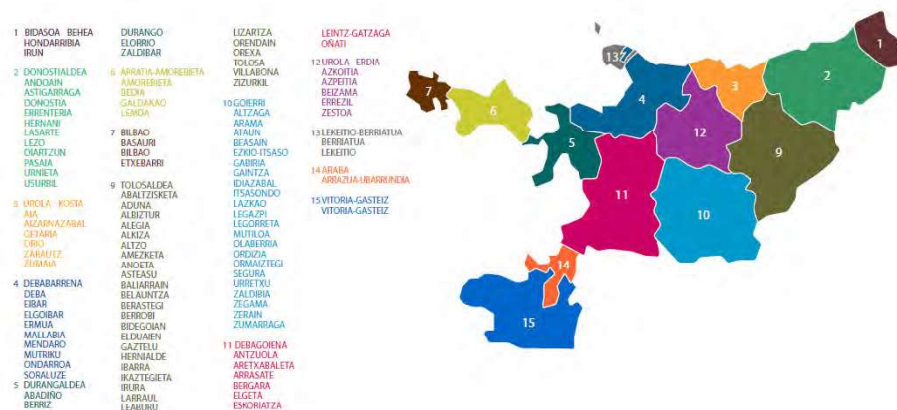 1 BIDASOA BEHEA
HONDARRIBIA
IRUN
2 DONOSTIALDEA
ANDOAIN
ASTIGARRAGA
DONOSTIA
ERRENTERIA
HERNANI
LASARTE
LEZO
OIARTZUN
PASAIA
URNIETA
USURBIL
3 UROLA KOSTA
AIA
AIZARNAZABAL
GETARIA
ORIO
ZARAUTZ
ZUMAIA
4 DEBABARRENA
DEBA
EIBAR
ELGOIBAR
ERMUA
MALLABIA
MENDARO
MUTRIKU
ONDARROA
SORALUZE
5 DURANGALDEA
ABADIÑO
BERRIZ
DURANGO
ELORRIO
ZALDIBAR
6 ARRATIA-AMOREBIETA
AMOREBIETA
BEDIA
GALDAKAO
LEMOA
7 BILBAO
BASAURI
BILBAO
ETXEBARRI
9 TOLOSALDEA
ABALTZISKETA
ADUNA
ALBIZTUR
ALEGIA
ALKIZA
ALTZO
AMEZKETA
ANOETA
ASTEASU
BALIARRAIN
BELAUNTZA
BERASTEGI
BERROBI
BIDEGOIAN
ELDUAIEN
GAZTELU
HERNIALDE
IBARRA
IKAZTEGIETA
IRURA
LARRAUL
LEABURU
LIZARTZA
ORENDAIN
OREXA
TOLOSA
VILLABONA
ZIZURKIL
10 GOIERRI
ALTZAGA
ARAMA
ATAUN
BEASAIN
EZKIO-ITSASO
GABIRIA
GAINTZA
IDIAZABAL
ITSASONDO
LAZKAO
LEGAZPI
LEGORRETA
MUTILOA
OLABERRIA
ORDIZIA
ORMAIZTEGI
SEGURA
URRETXU
ZALDIBIA
ZEGAMA
ZERAIN
ZUMARRAGA
11 DEBAGOIENA
ANTZUOLA
ARETXABALETA
ARRASATE
BERGARA
ELGETA
ESKORIATZA
LEINTZ-GATZAGA
OÑATI
12 UROLA ERDIA
AZKOITIA
AZPEITIA
BEIZAMA
ERREZIL
ZESTOA
13 LEKEITIO-BERRIATUA
BERRIATUA
LEKEITIO
14 ARABA
ARRAZUA-UBARRUNDIA
15 VITORIA-GASTEIZ
VITORIA-GASTEIZ
1
13
2
3
4
7
6
12
5
9
11
10
14
15